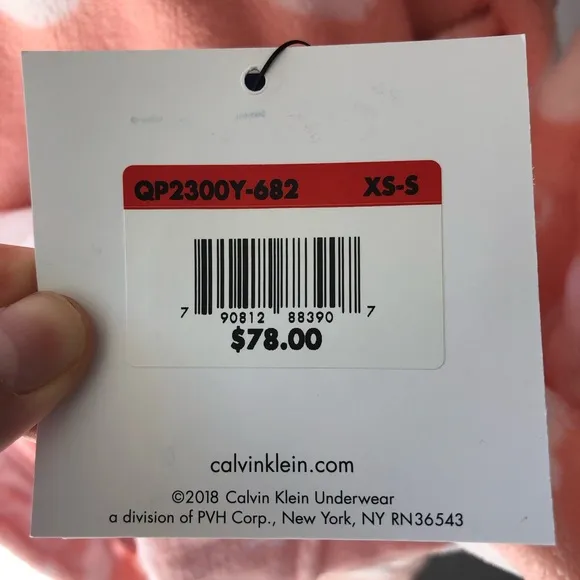 QP2300Y-682 XS-S
7 90812 88390 7
$78.00
calvinklein.com
©2018 Calvin Klein Underwear
a division of PVH Corp., New York, NY RN36543